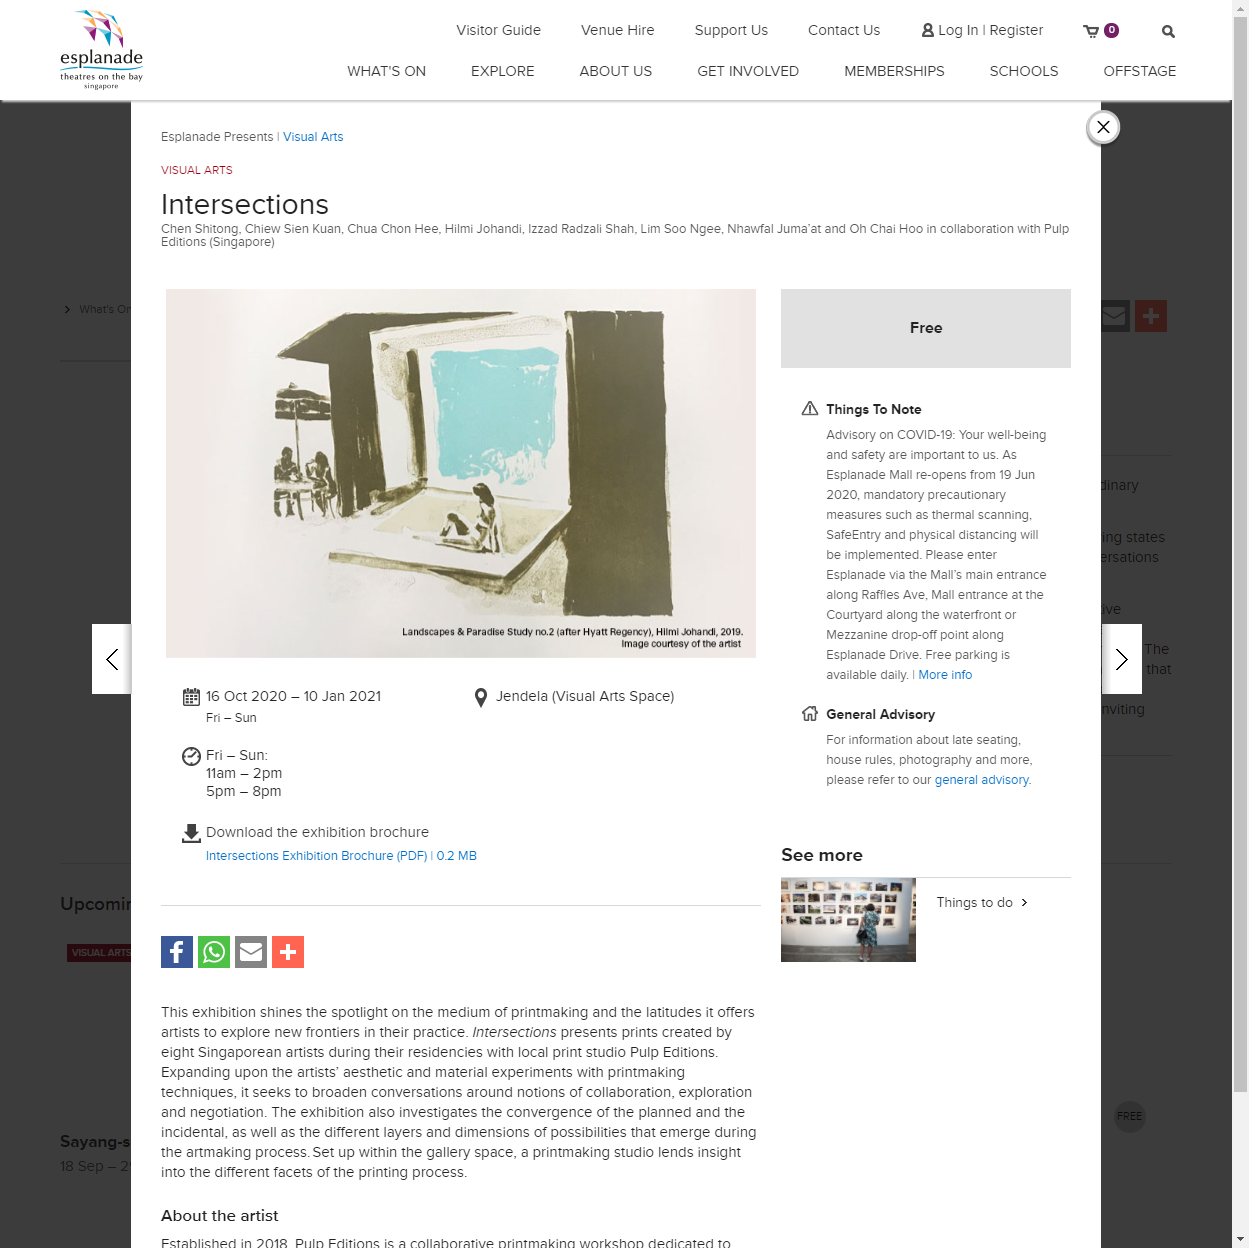 esplanade
theatres on the bay
singapore
Visitor Guide
Venue Hire
Support Us
Contact Us
Log In | Register
0
WHAT'S ON
EXPLORE
ABOUT US
GET INVOLVED
MEMBERSHIPS
SCHOOLS
OFFSTAGE
Esplanade Presents | Visual Arts
VISUAL ARTS
Intersections
Chen Shitong, Chiew Sien Kuan, Chua Chon Hee, Hilmi Johandi, Izzad Radzali Shah, Lim Soo Ngee, Nhawfal Juma'at and Oh Chai Hoo in collaboration with Pulp
Editions (Singapore)
What's On
Landscapes & Paradise Study no.2 (after Hyatt Regency), Hilmi Johandi, 2019.
Image courtesy of the artist
16 Oct 2020 – 10 Jan 2021
Fri – Sun
Jendela (Visual Arts Space)
Fri – Sun:
11am – 2pm
5pm – 8pm
Download the exhibition brochure
Intersections Exhibition Brochure (PDF) | 0.2 MB
This exhibition shines the spotlight on the medium of printmaking and the latitudes it offers
artists to explore new frontiers in their practice. Intersections presents prints created by
eight Singaporean artists during their residencies with local print studio Pulp Editions.
Expanding upon the artists' aesthetic and material experiments with printmaking
techniques, it seeks to broaden conversations around notions of collaboration, exploration
and negotiation. The exhibition also investigates the convergence of the planned and the
incidental, as well as the different layers and dimensions of possibilities that emerge during
the artmaking process. Set up within the gallery space, a printmaking studio lends insight
into the different facets of the printing process.
About the artist
Established in 2018, Pulp Editions is a collaborative printmaking workshop dedicated to
Free
Things To Note
Advisory on COVID-19: Your well-being
and safety are important to us. As
Esplanade Mall re-opens from 19 Jun
2020, mandatory precautionary
measures such as thermal scanning,
SafeEntry and physical distancing will
be implemented. Please enter
Esplanade via the Mall's main entrance
along Raffles Ave, Mall entrance at the
Courtyard along the waterfront or
Mezzanine drop-off point along
Esplanade Drive. Free parking is
available daily. | More info
General Advisory
For information about late seating,
house rules, photography and more,
please refer to our general advisory.
See more
Things to do
Upcomin
VISUAL ARTS
Sayang-s
18 Sep – 2
dinary
ing states
ersations
ive
The
that
nviting
FREE